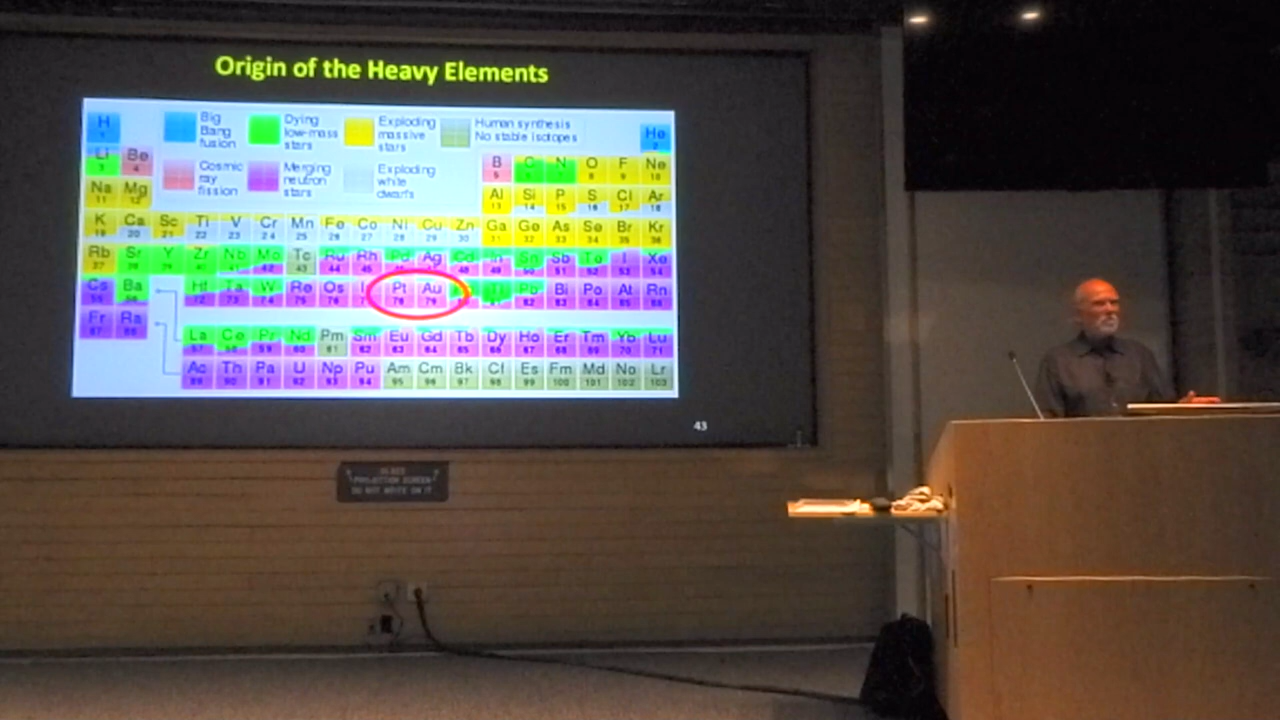 Origin of the Heavy Elements
H He
1 2
Big Bang fusion
Dying low-mass stars
Exploding massive stars
Human synthesis
No stable isotopes
Cosmic ray fission
Merging neutron stars
Exploding white dwarfs
Li Be B C N O F Ne
3 4 5 8 9 10
Na Mg Al Si P S Cl Ar
11 12 13 14 15 16 17 18
K Ca Sc Ti V Cr Mn Fe Co Ni Cu Zn Ga Ge As Se Br Kr
19 20 21 22 23 24 25 26 27 28 29 30 31 32 33 34 35 36
Rb Sr Y Zr Nb Mo Tc Ru Rh Pd Ag Cd In Sn Sb Te I Xe
37 38 42 43 44 45 49 50 51 52 53 54
Cs Ba Hf Ta W Re Os Pt Au Pb Bi Po At Rn
55 56 72 73 74 75 76 78 79 82 83 84 85 86
Fr Ra
87 88
La Ce Pr Nd Pm Sm Eu Gd Tb Dy Ho Er Tm Yb Lu
57 58 59 60 61 62 63 64 65 66 67 68 69 70 71
Ac Th Pa U Np Pu Am Cm Bk Cf Es Fm Md No Lr
89 90 91 92 93 94 95 96 97 98 99 100 101 102 103
43
GLASS
PROJECTION SCREEN
DO NOT WRITE ON IT